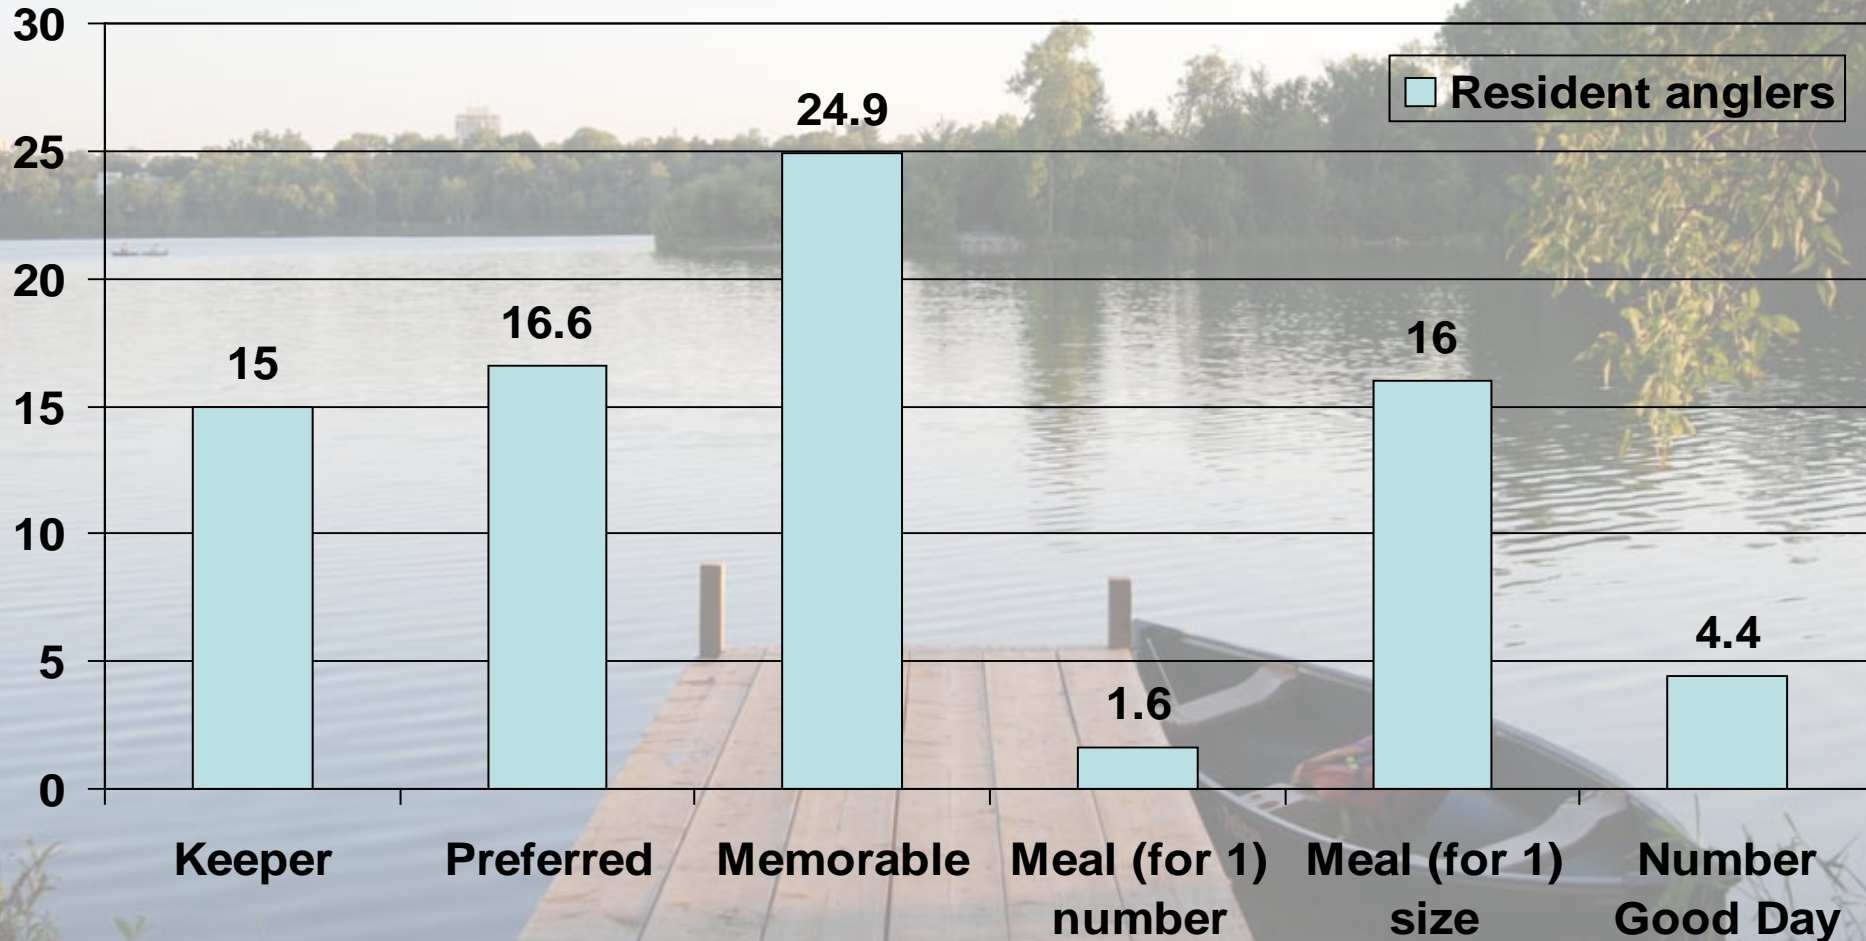 30
25
20
15
10
5
0
Resident anglers
15
16.6
24.9
1.6
16
4.4
Keeper
Preferred
Memorable
Meal (for 1)
number
Meal (for 1)
size
Number
Good Day